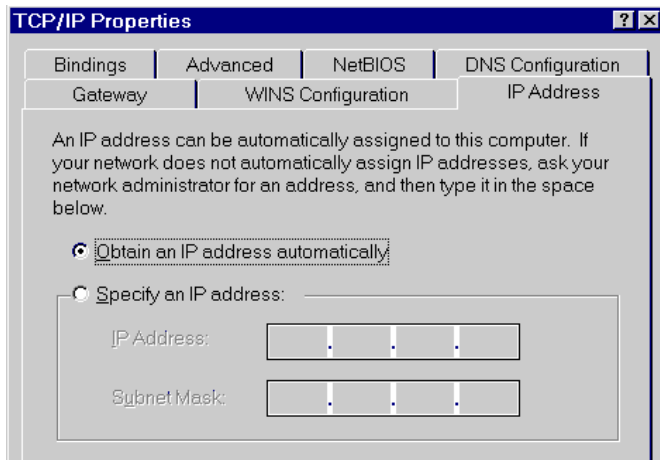 TCP/IP Properties
Bindings Advanced NetBIOS DNS Configuration
Gateway WINS Configuration IP Address
An IP address can be automatically assigned to this computer. If
your network does not automatically assign IP addresses, ask your
network administrator for an address, and then type it in the space
below.
Obtain an IP address automatically
Specify an IP address:
IP Address:
Subnet Mask: